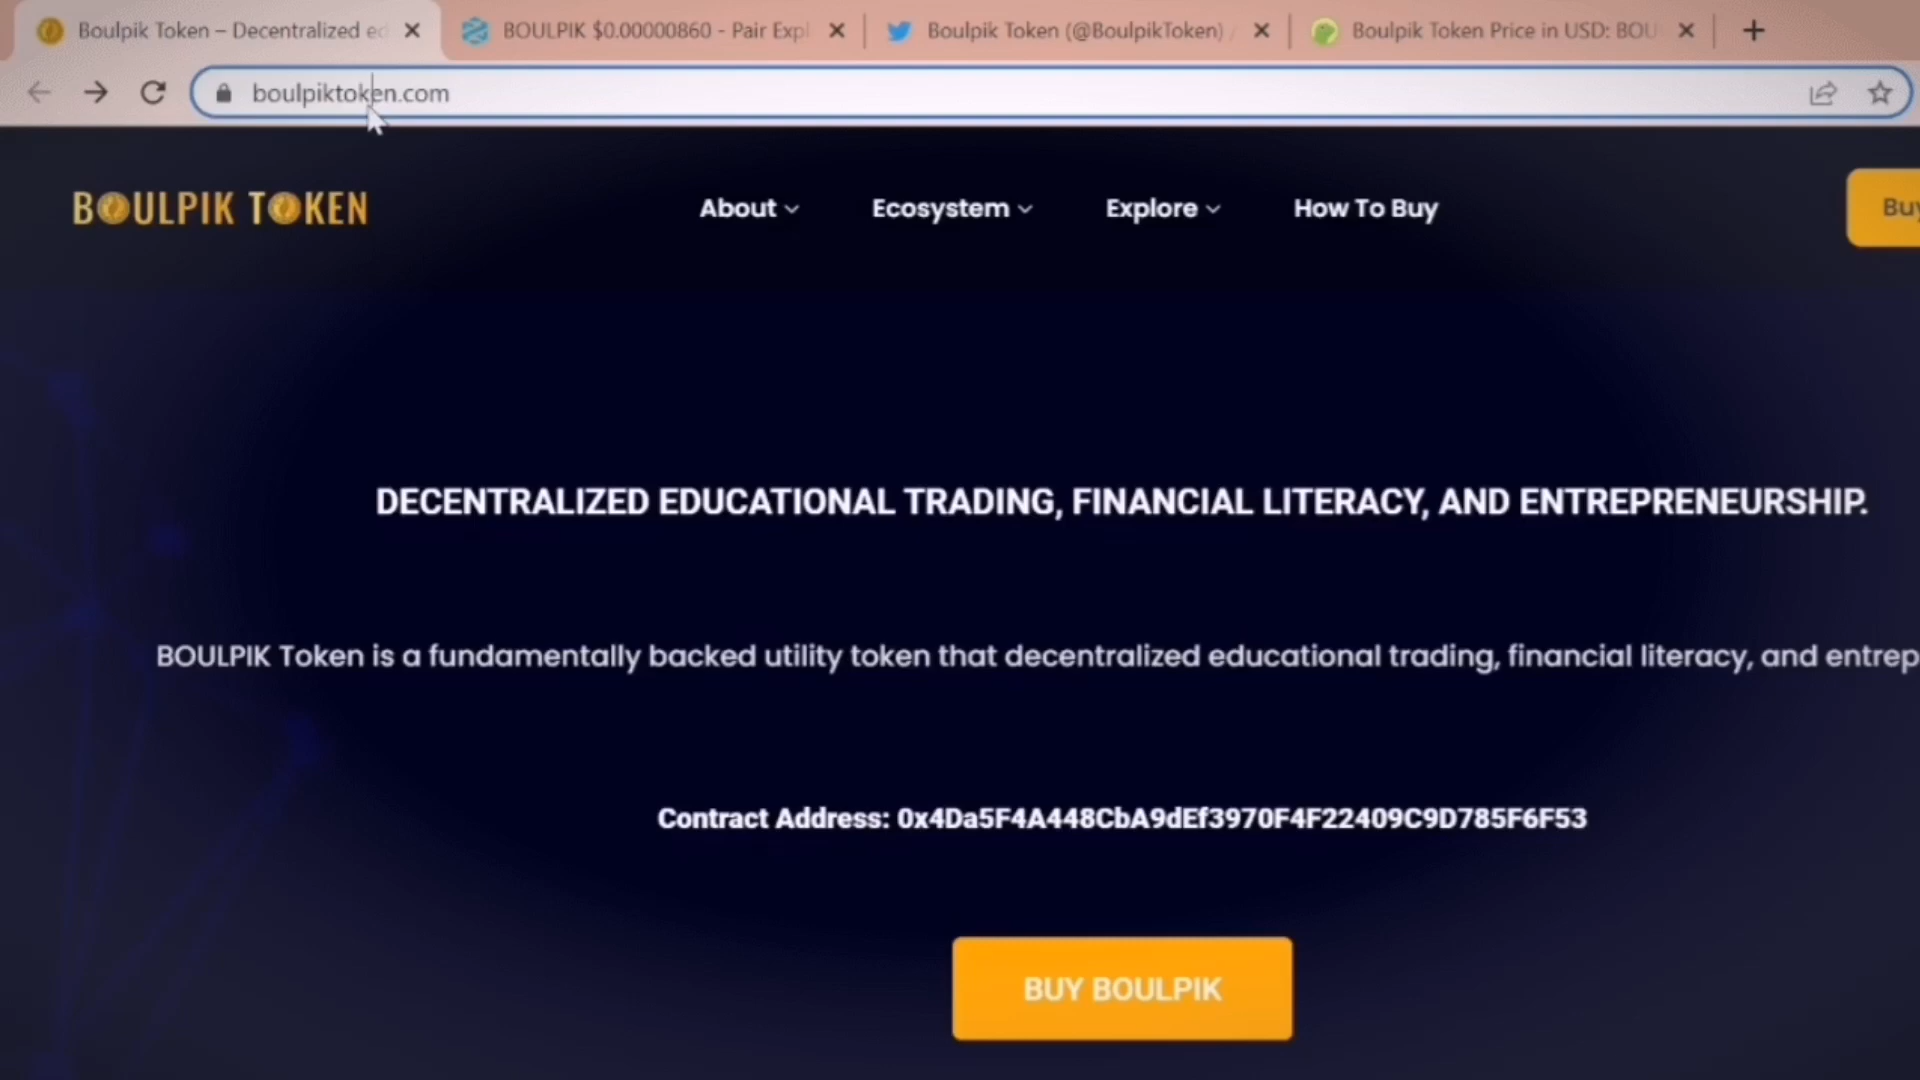 Boulpik Token – Decentralized ed
BOULPIK $0.00000860 - Pair Expl
Boulpik Token (@BoulpikToken) /
Boulpik Token Price in USD: BOU
boulpiktoken.com
BOULPIK TOKEN
About
Ecosystem
Explore
How To Buy
Buy
DECENTRALIZED EDUCATIONAL TRADING, FINANCIAL LITERACY, AND ENTREPRENEURSHIP.
BOULPIK Token is a fundamentally backed utility token that decentralized educational trading, financial literacy, and entrep
Contract Address: 0x4Da5F4A448CbA9dEf3970F4F22409C9D785F6F53
BUY BOULPIK